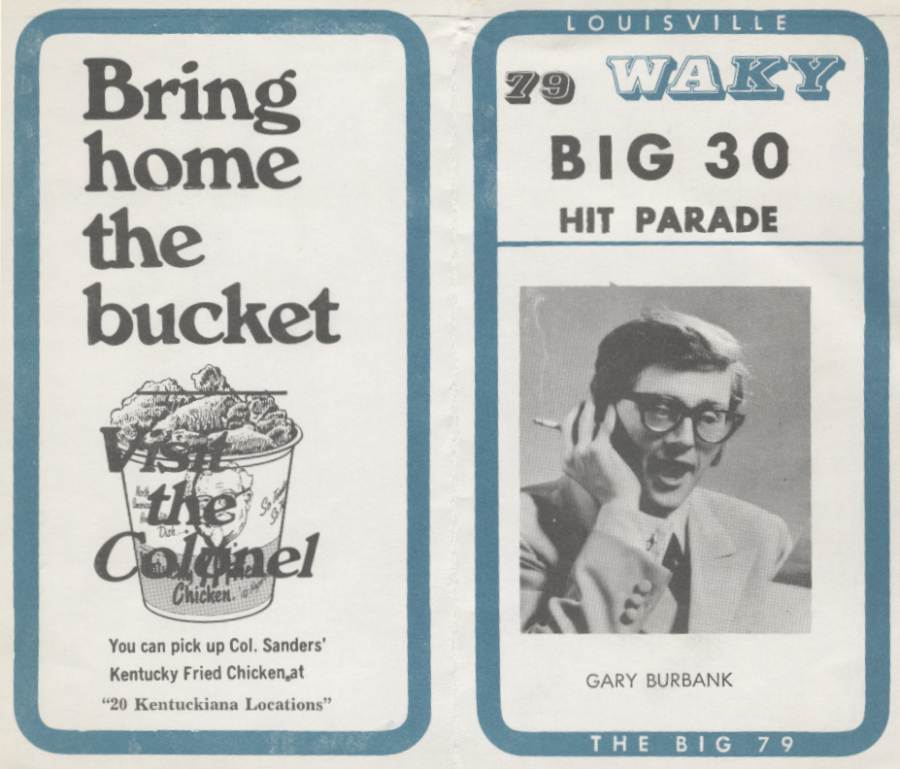 Bring
home
the
bucket
Visit
the
Colonel
Chicken.
You can pick up Col. Sanders'
Kentucky Fried Chicken at
"20 Kentuckiana Locations"
LOUISVILLE
79 WAKY
BIG 30
HIT PARADE
GARY BURBANK
THE BIG 79